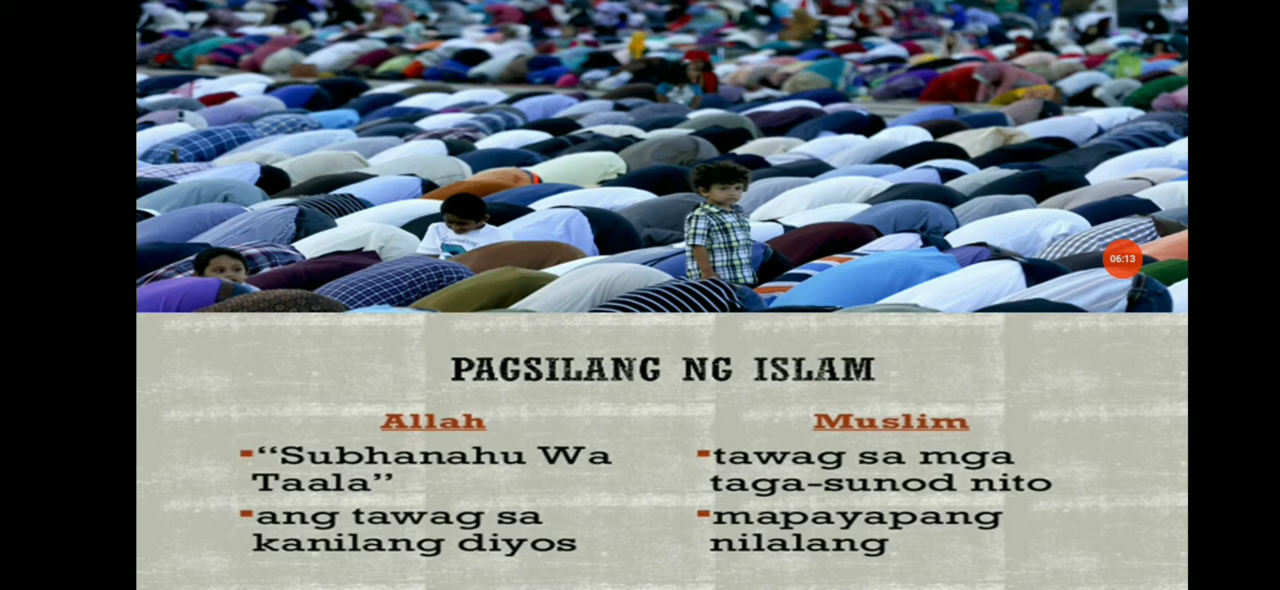 06:13
PAGSILANG NG ISLAM
Allah
"Subhanahu Wa
Taala"
ang tawag sa
kanilang diyos
Muslim
tawag sa mga
taga-sunod nito
mapayapang
nilalang